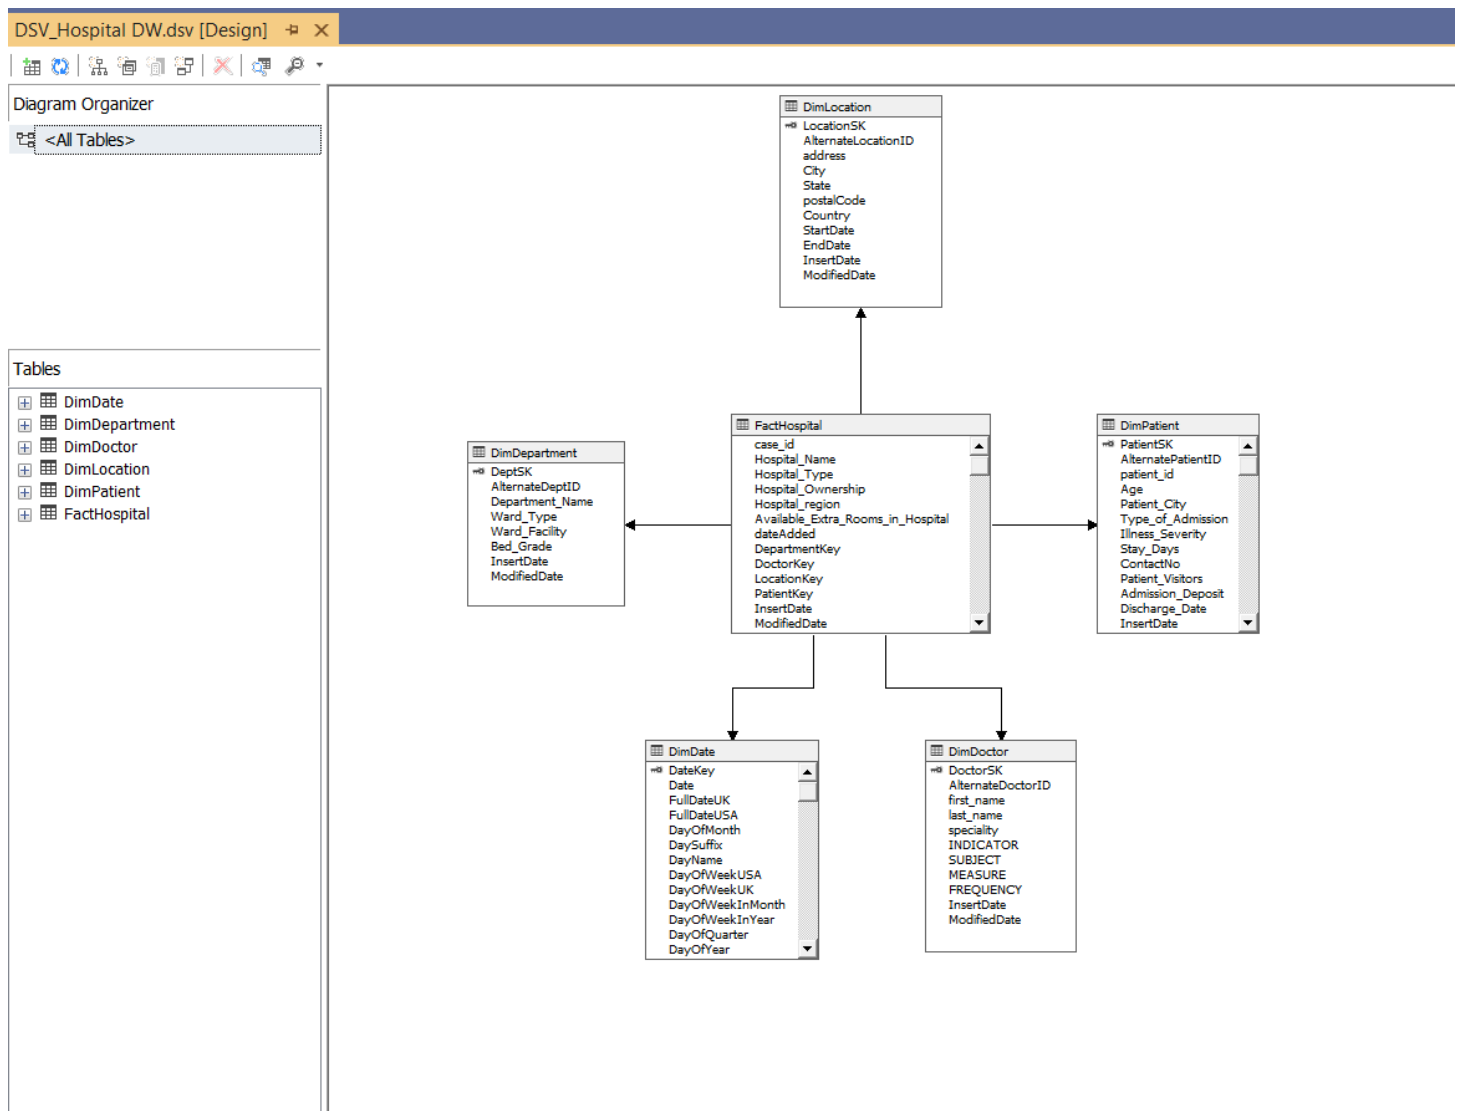 DSV_Hospital DW.dsv [Design]
Diagram Organizer
<All Tables>
Tables
DimDate
DimDepartment
DimDoctor
DimLocation
DimPatient
FactHospital
DimLocation
LocationSK
AlternateLocationID
address
City
State
postalCode
Country
StartDate
EndDate
InsertDate
ModifiedDate
DimDepartment
DeptSK
AlternateDeptID
Department_Name
Ward_Type
Ward_Facility
Bed_Grade
InsertDate
ModifiedDate
FactHospital
case_id
Hospital_Name
Hospital_Type
Hospital_Ownership
Hospital_region
Available_Extra_Rooms_in_Hospital
dateAdded
DepartmentKey
DoctorKey
LocationKey
PatientKey
InsertDate
ModifiedDate
DimPatient
PatientSK
AlternatePatientID
patient_id
Age
Patient_City
Type_of_Admission
Illness_Severity
Stay_Days
ContactNo
Patient_Visitors
Admission_Deposit
Discharge_Date
InsertDate
DimDate
DateKey
Date
FullDateUK
FullDateUSA
DayOfMonth
DaySuffix
DayName
DayOfWeekUSA
DayOfWeekUK
DayOfWeekInMonth
DayOfWeekInYear
DayOfQuarter
DayOfYear
DimDoctor
DoctorSK
AlternateDoctorID
first_name
last_name
speciality
INDICATOR
SUBJECT
MEASURE
FREQUENCY
InsertDate
ModifiedDate